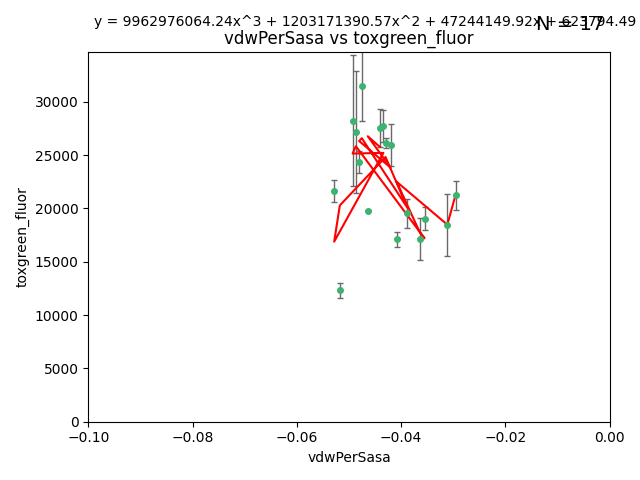 y = 9962976064.24x^3 + 1203171390.57x^2 + 47244149.92x + 623794.49
N = 17
vdwPerSasa vs toxgreen_fluor
30000
25000
20000
15000
10000
5000
0
toxgreen_fluor
−0.10 −0.08 −0.06 −0.04 −0.02 0.00
vdwPerSasa